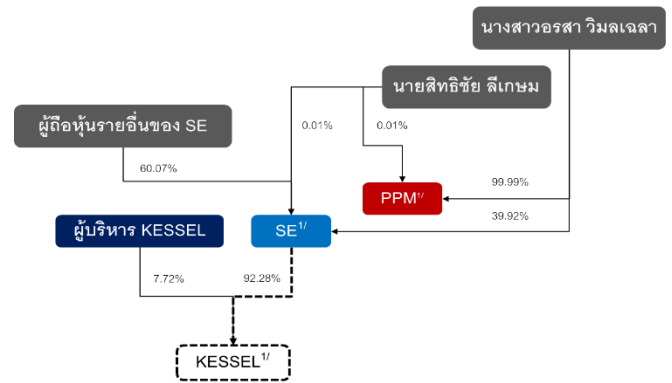 นางสาวอรสา วิมลเฉลา
นายสิทธิชัย ลีเกษม
ผู้ถือหุ้นรายอื่นของ SE
0.01%
0.01%
60.07%
99.99%
PPM1/
39.92%
ผู้บริหาร KESSEL
SE1/
7.72%
92.28%
KESSEL1/